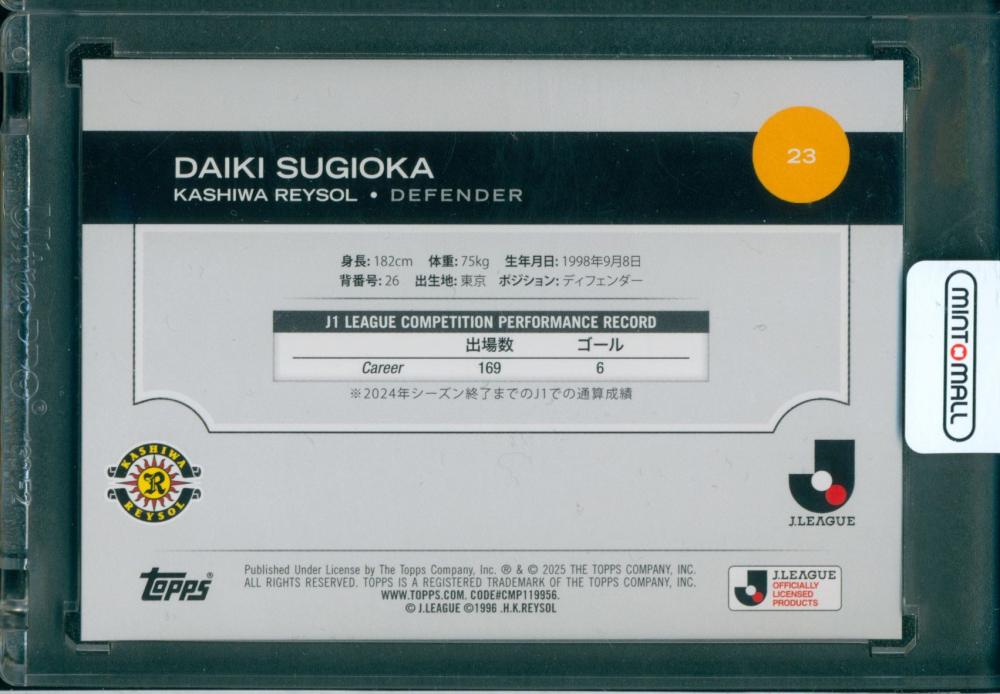 23
DAIKI SUGIOKA
KASHIWA REYSOL • DEFENDER
身長: 182cm 体重: 75kg 生年月日: 1998年9月8日
背番号: 26 出生地: 東京 ポジション: ディフェンダー
J1 LEAGUE COMPETITION PERFORMANCE RECORD
出場数 ゴール
Career 169 6
※2024年シーズン終了までのJ1での通算成績
KASHIWA
R
REYSOL
J.LEAGUE
topps®
Published Under License by The Topps Company, Inc. ® & © 2025 THE TOPPS COMPANY, INC.
ALL RIGHTS RESERVED. TOPPS IS A REGISTERED TRADEMARK OF THE TOPPS COMPANY, INC.
WWW.TOPPS.COM. CODE#CMP119956.
© J.LEAGUE ©1996 .H.K.REYSOL
J.LEAGUE
OFFICIALLY
LICENSED
PRODUCTS
MINT MALL